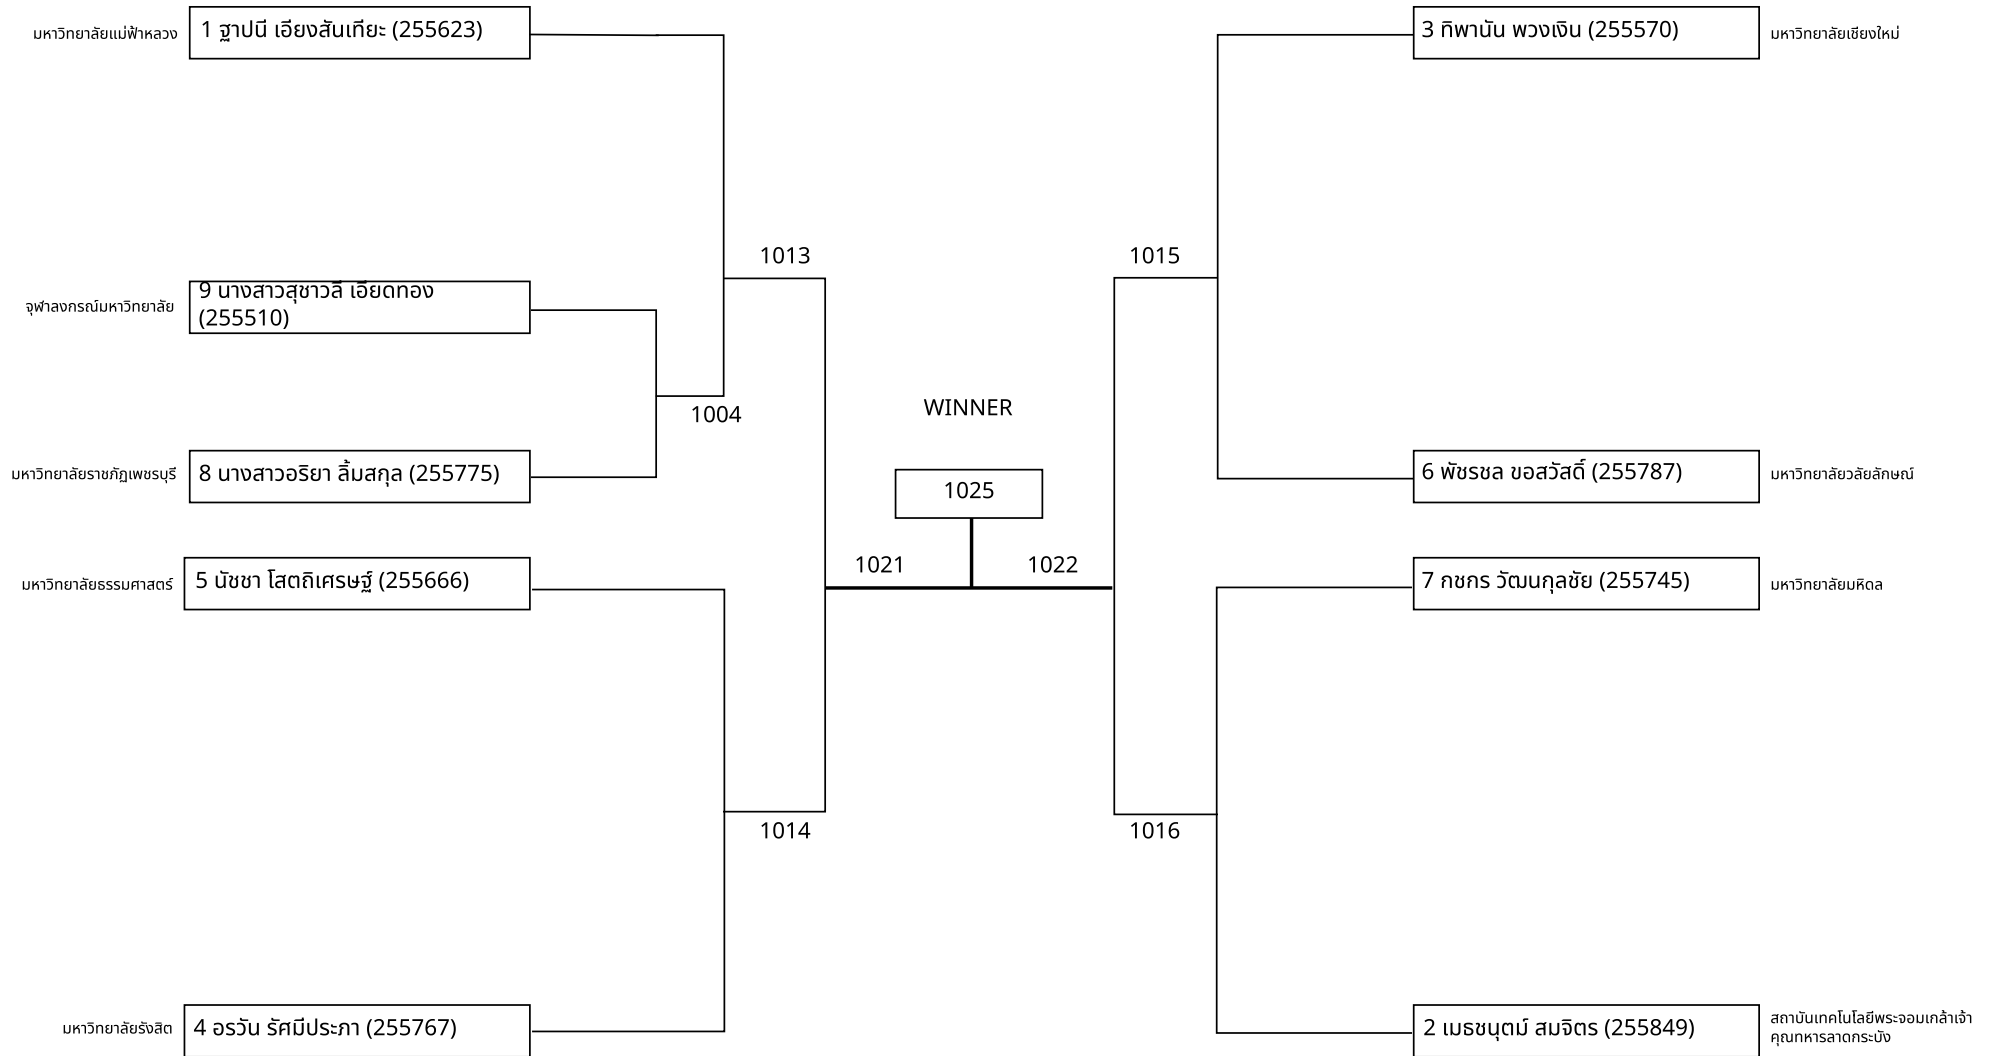 มหาวิทยาลัยแม่ฟ้าหลวง
1 ฐาปนี เอียงสันเทียะ (255623)
3 ทิพานัน พวงเงิน (255570)
มหาวิทยาลัยเชียงใหม่
1013
1015
จุฬาลงกรณ์มหาวิทยาลัย
9 นางสาวสุชาวลี เอียดทอง
(255510)
1004
WINNER
มหาวิทยาลัยราชภัฏเพชรบุรี
8 นางสาวอริยา ลิ้มสกุล (255775)
1025
6 พัชรชล ขอสวัสดิ์ (255787)
มหาวิทยาลัยวลัยลักษณ์
1021
1022
มหาวิทยาลัยธรรมศาสตร์
5 นัชชา โสตถิเศรษฐ์ (255666)
7 กชกร วัฒนกุลชัย (255745)
มหาวิทยาลัยมหิดล
1014
1016
มหาวิทยาลัยรังสิต
4 อรวัน รัศมีประภา (255767)
2 เมธชนุตม์ สมจิตร (255849)
สถาบันเทคโนโลยีพระจอมเกล้าเจ้า
คุณทหารลาดกระบัง